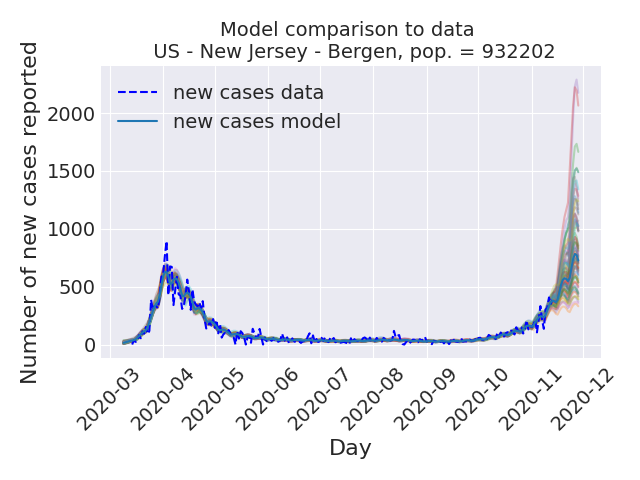 Model comparison to data
US - New Jersey - Bergen, pop. = 932202
Number of new cases reported
2000
1500
1000
500
0
new cases data
new cases model
2020-03
2020-04
2020-05
2020-06
2020-07
2020-08
2020-09
2020-10
2020-11
2020-12
Day